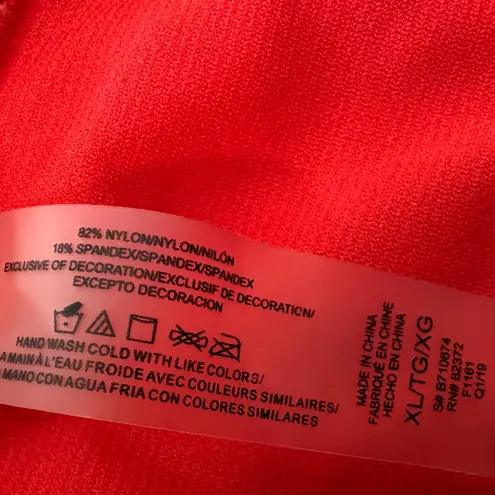 82% NYLON/NYLON/NILÓN
18% SPANDEX/SPANDEX/SPANDEX
EXCLUSIVE OF DECORATION/EXCLUSIF DE DECORATION/
EXCEPTO DECORACION
HAND WASH COLD WITH LIKE COLORS/
A MAIN À L'EAU FROIDE AVEC COULEURS SIMILAIRES/
MANO CON AGUA FRIA CON COLORES SIMILARES
MADE IN CHINA
FABRIQUÉ EN CHINE
HECHO EN CHINA
XL/TG/XG
S# B710874
RN# B2372
F1161
Q1/19